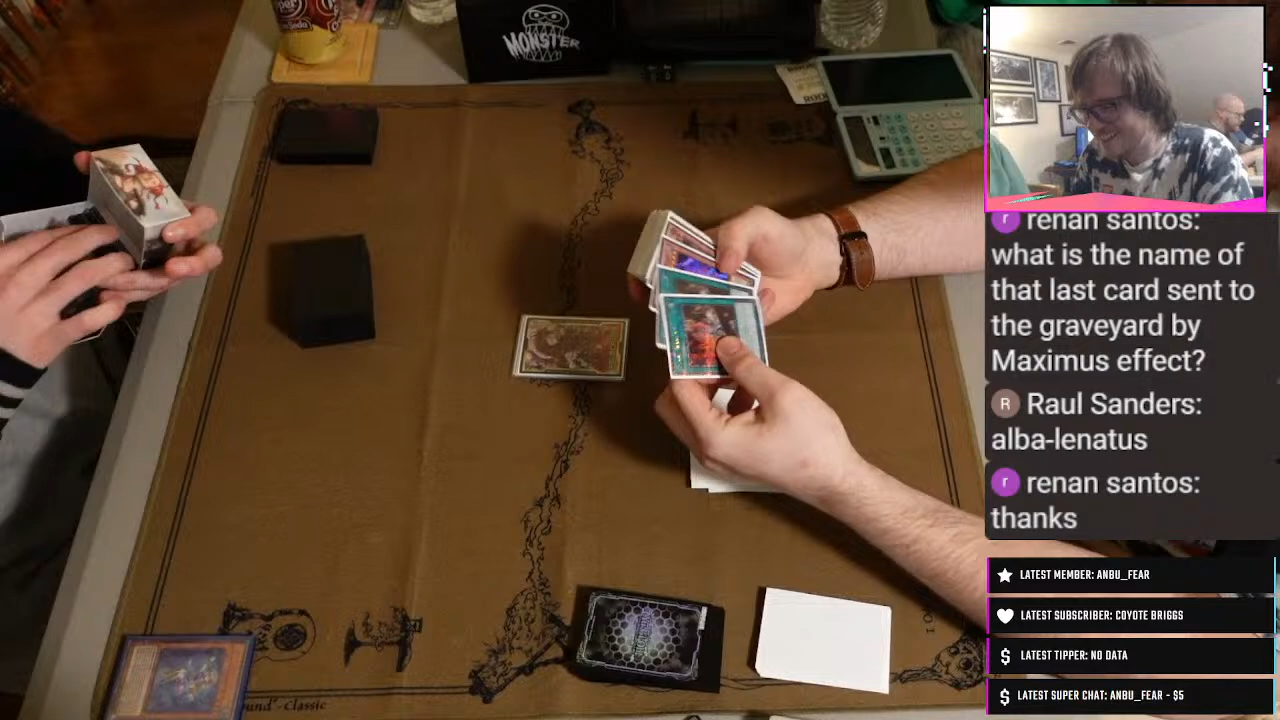 MONSTER
renan santos:
what is the name of
that last card sent to
the graveyard by
Maximus effect?
R Raul Sanders:
alba-lenatus
r renan santos:
thanks
LATEST MEMBER: ANBU_FEAR
LATEST SUBSCRIBER: COYOTE BRIGGS
LATEST TIPPER: NO DATA
$ LATEST SUPER CHAT: ANBU_FEAR - $5